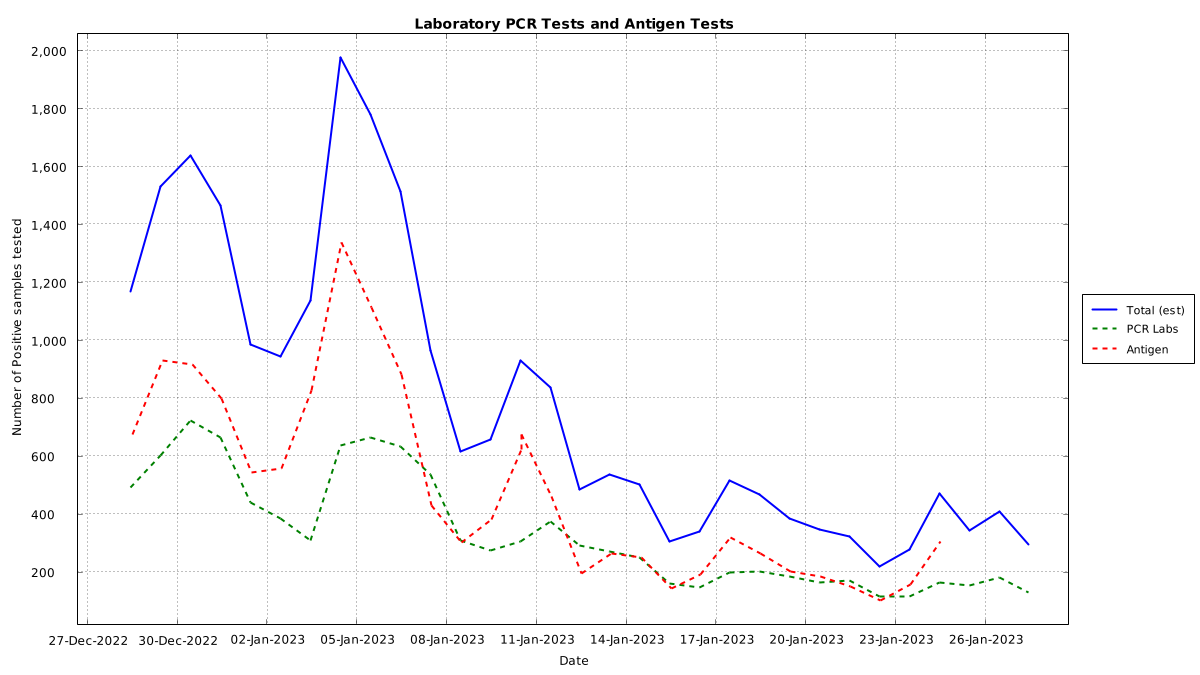 Laboratory PCR Tests and Antigen Tests
2,000
1,800
1,600
1,400
1,200
1,000
800
600
400
200
Number of Positive samples tested
27-Dec-2022 30-Dec-2022 02-Jan-2023 05-Jan-2023 08-Jan-2023 11-Jan-2023 14-Jan-2023 17-Jan-2023 20-Jan-2023 23-Jan-2023 26-Jan-2023
Date
Total (est)
PCR Labs
Antigen